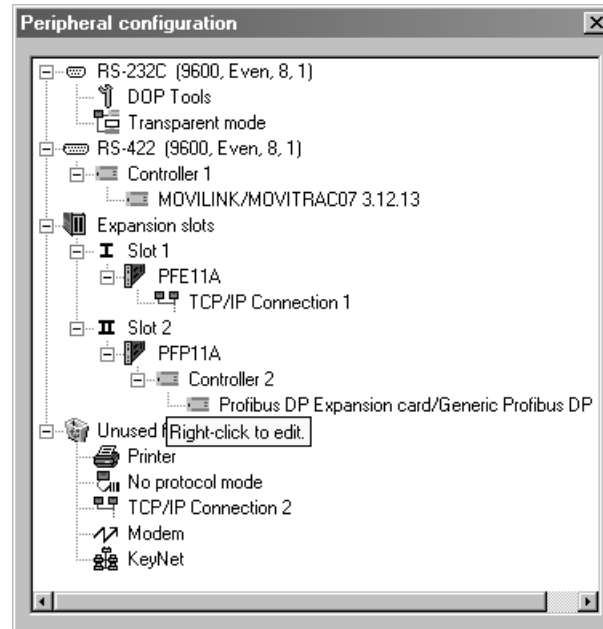 Peripheral configuration
RS-232C (9600, Even, 8, 1)
DOP Tools
Transparent mode
RS-422 (9600, Even, 8, 1)
Controller 1
MOVILINK/MOVITRAC07 3.12.13
Expansion slots
I Slot 1
PFE11A
TCP/IP Connection 1
II Slot 2
PFP11A
Controller 2
Profibus DP Expansion card/Generic Profibus DP
Unused
Right-click to edit.
Printer
No protocol mode
TCP/IP Connection 2
Modem
KeyNet